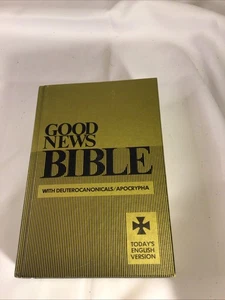 GOOD
NEWS
BIBLE
WITH DEUTEROCANONICALS/APOCRYPHA
TODAY'S
ENGLISH
VERSION